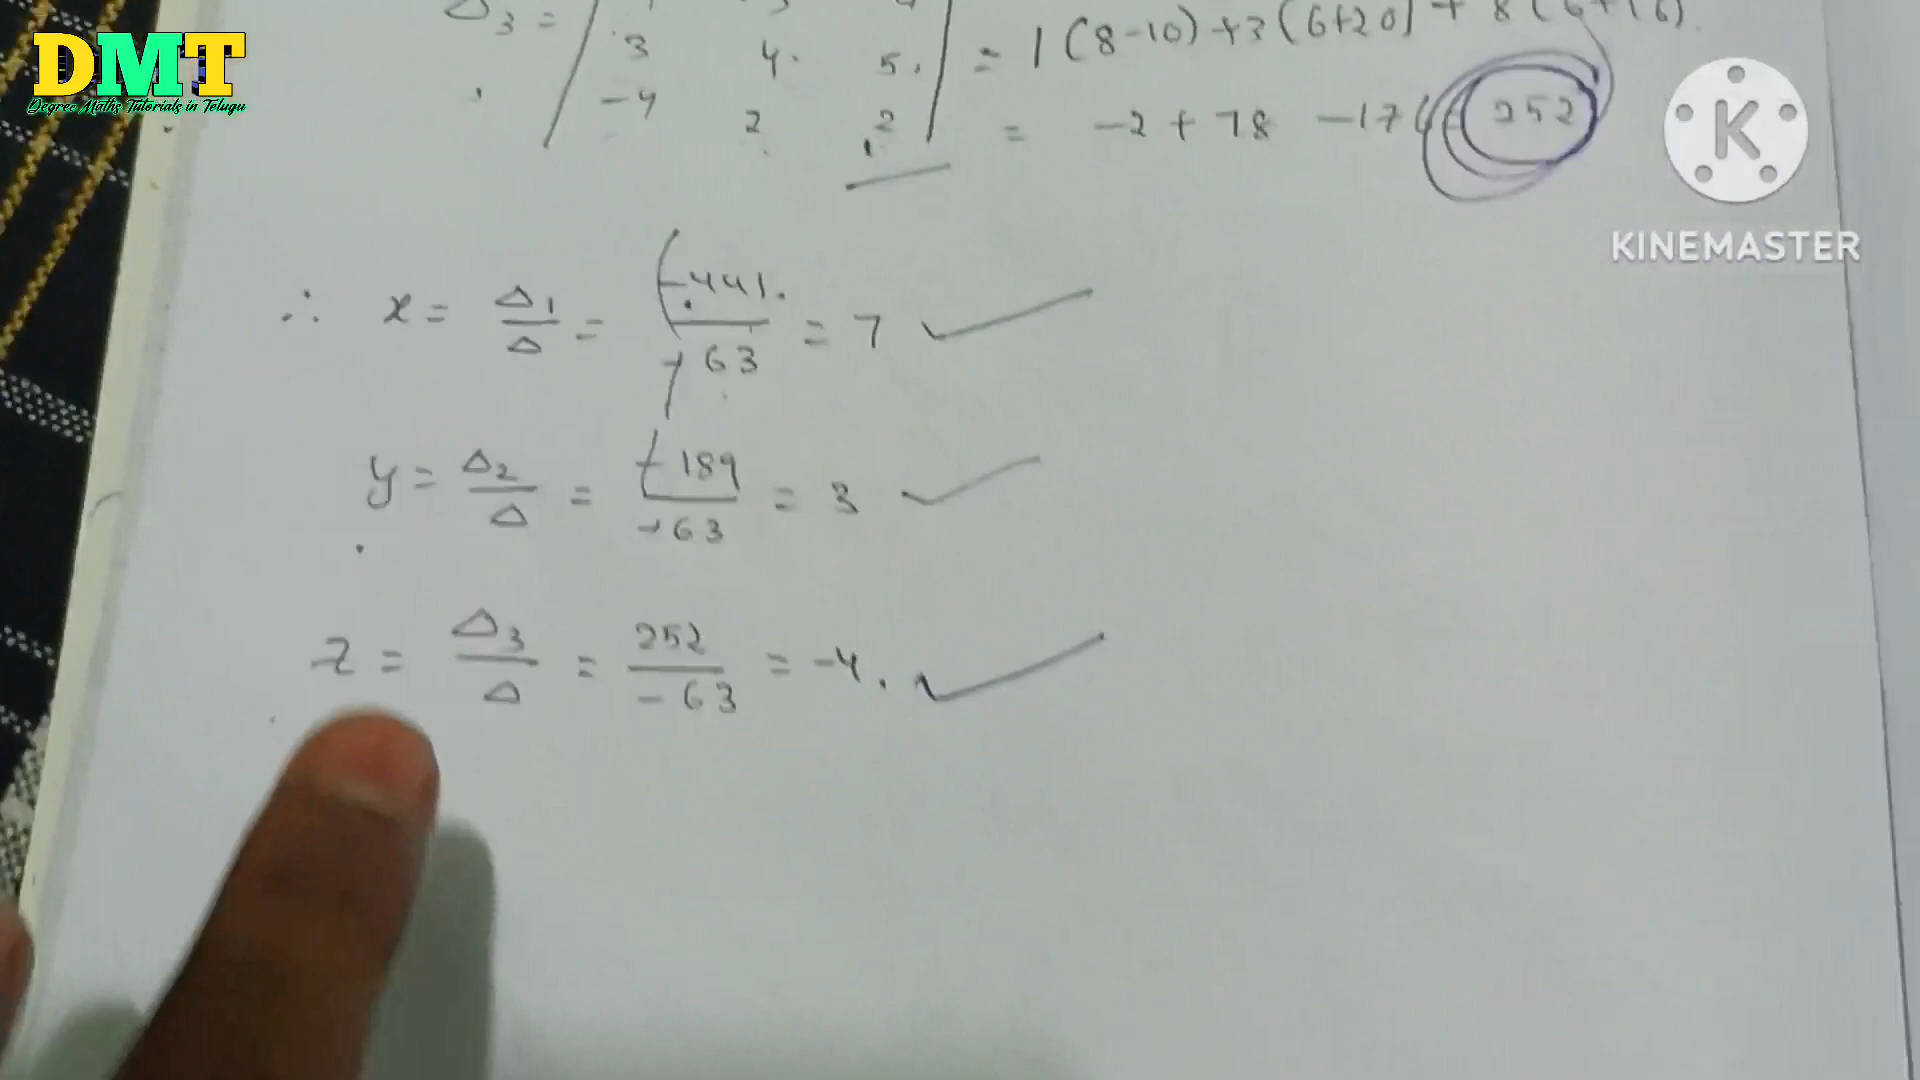 DMT
Degree Maths Tutorials in Telugu
K
KINEMASTER
Δ3 =
3 4 5 = 1(8-10)+3(6+20)+8(6+16)
-4 2 2
= -2+78 -176 252
∴ x = Δ1/Δ = -441/-63 = 7 ✓
y = Δ2/Δ = -189/-63 = 3 ✓
z = Δ3/Δ = 252/-63 = -4. ✓